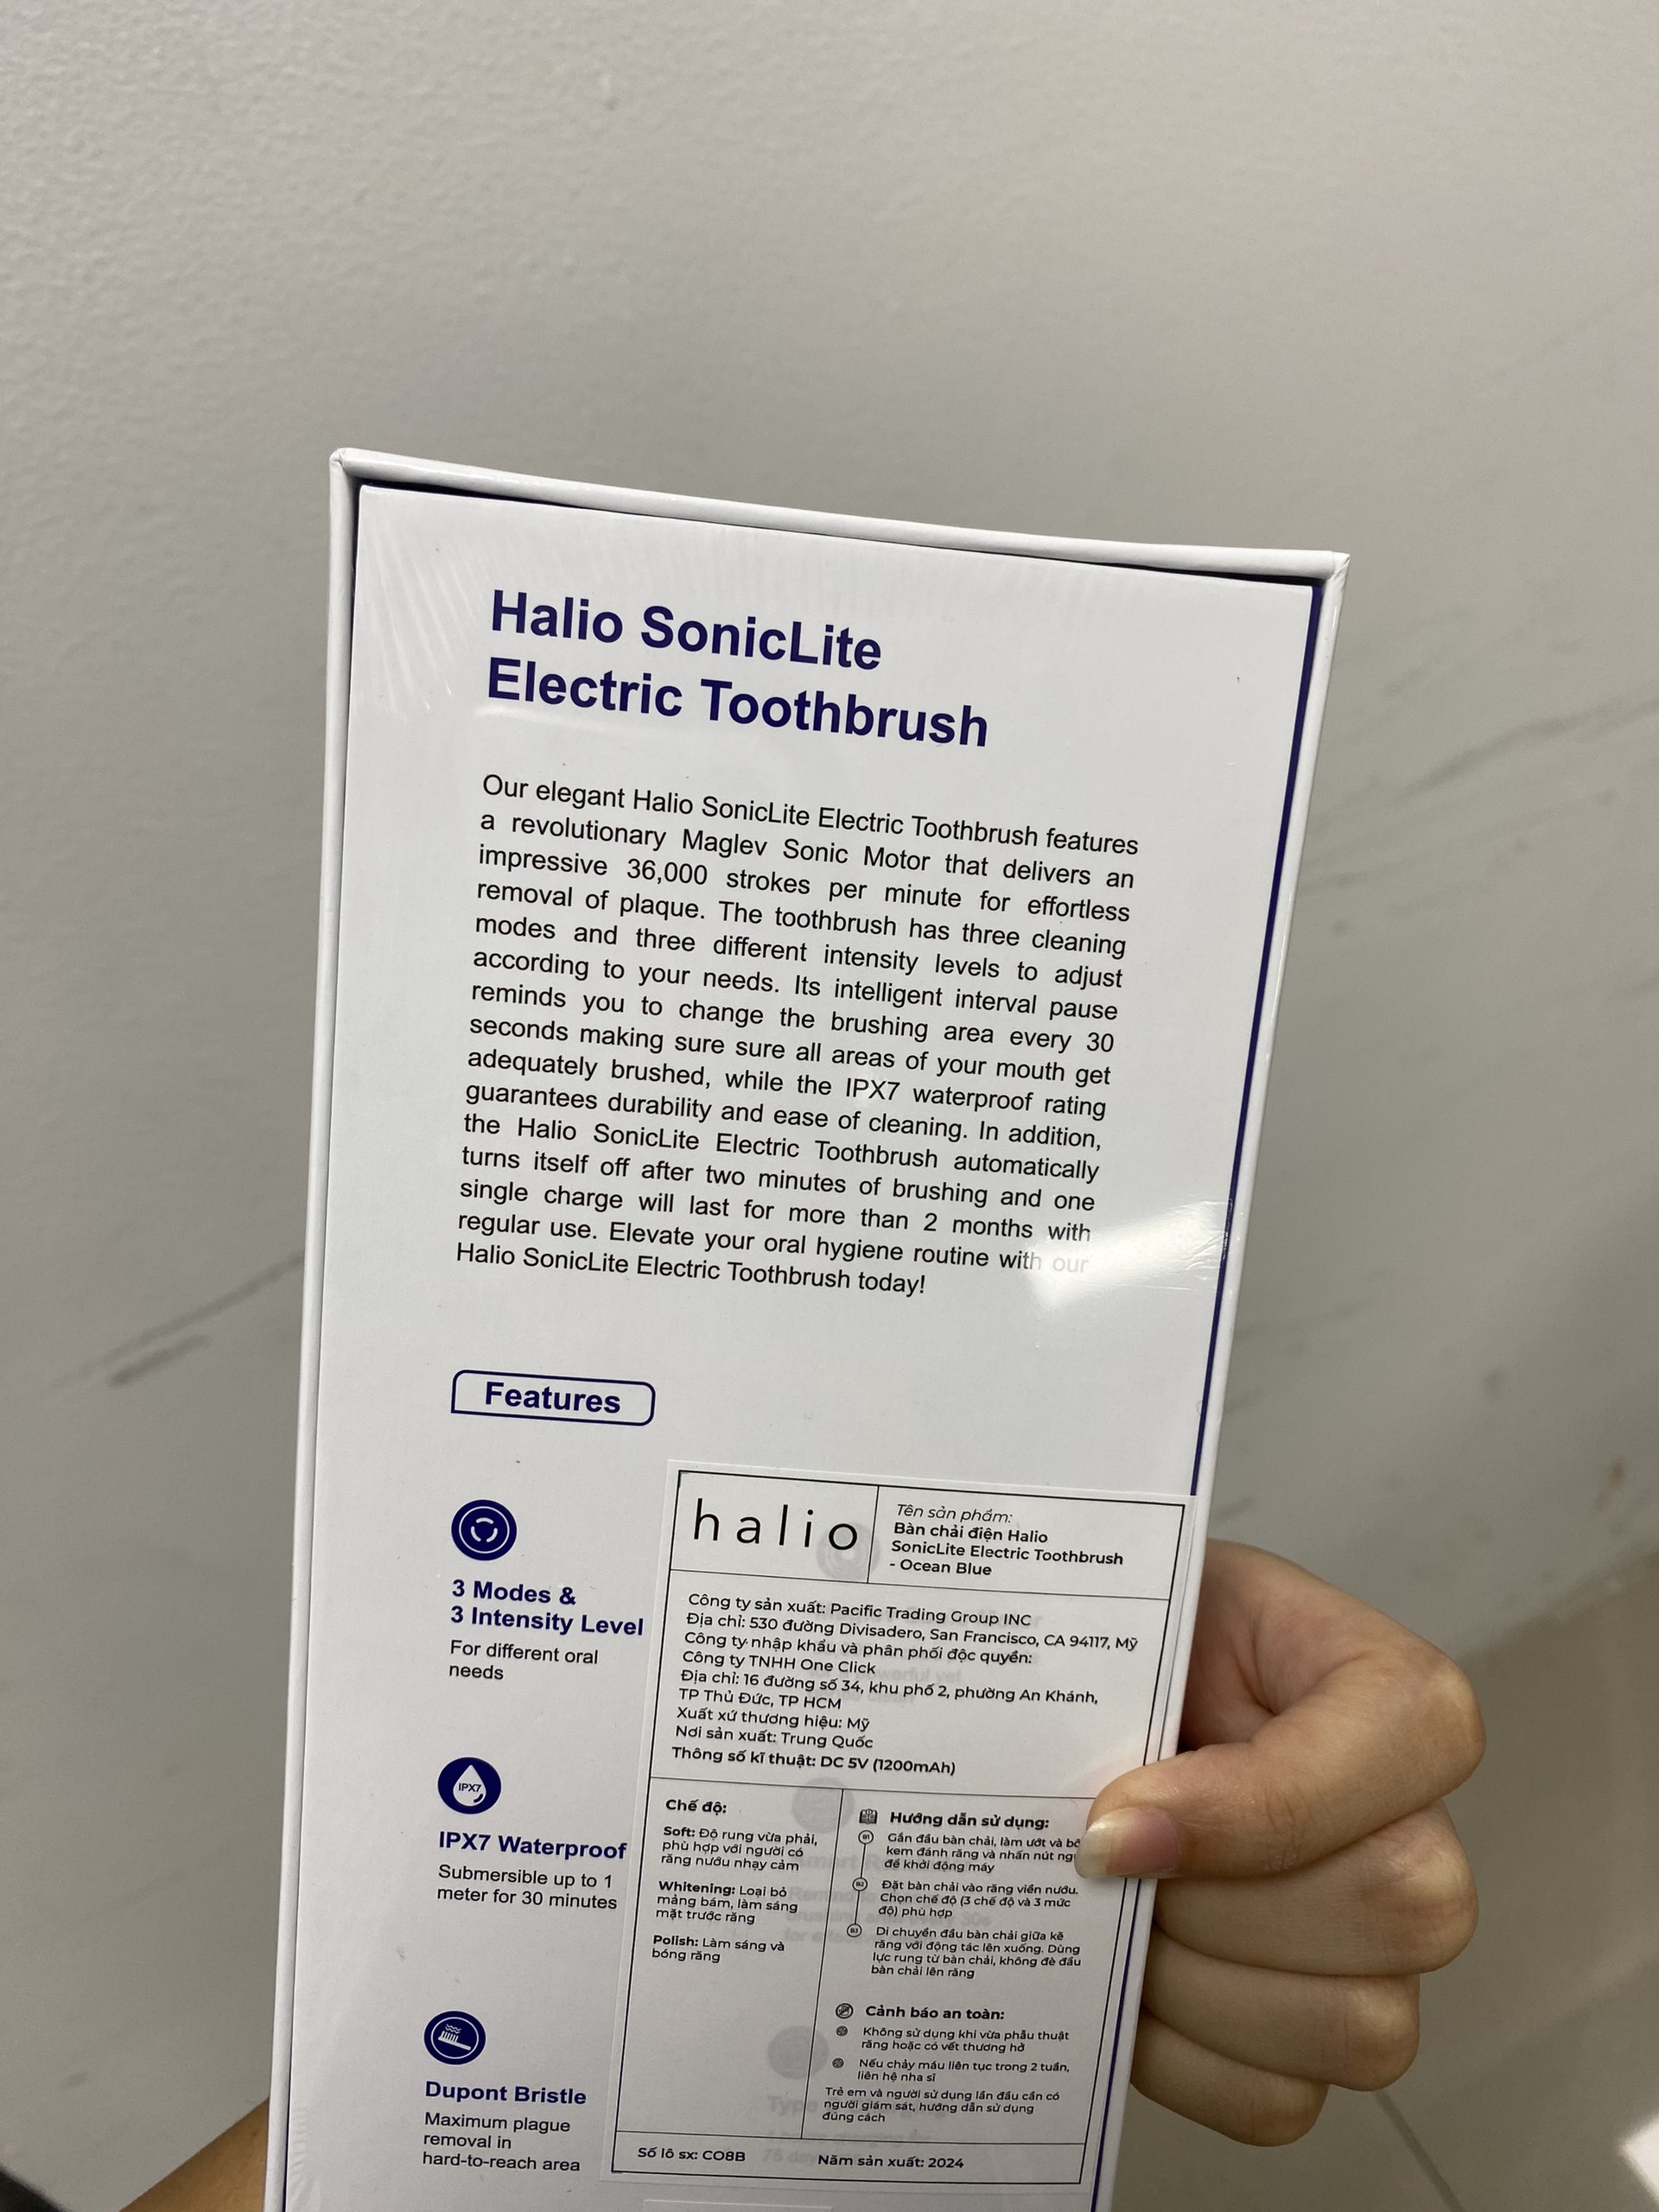 Halio SonicLite
Electric Toothbrush
Our elegant Halio SonicLite Electric Toothbrush features
a revolutionary Maglev Sonic Motor that delivers an
impressive 36,000 strokes per minute for effortless
removal of plaque. The toothbrush has three cleaning
modes and three different intensity levels to adjust
according to your needs. Its intelligent interval pause
reminds you to change the brushing area every 30
seconds making sure sure all areas of your mouth get
adequately brushed, while the IPX7 waterproof rating
guarantees durability and ease of cleaning. In addition,
the Halio SonicLite Electric Toothbrush automatically
turns itself off after two minutes of brushing and one
single charge will last for more than 2 months with
regular use. Elevate your oral hygiene routine with our
Halio SonicLite Electric Toothbrush today!
Features
3 Modes &
3 Intensity Level
For different oral
needs
IPX7
IPX7 Waterproof
Submersible up to 1
meter for 30 minutes
Dupont Bristle
Maximum plague
removal in
hard-to-reach area
halio
Tên sản phẩm:
Bàn chải điện Halio
SonicLite Electric Toothbrush
- Ocean Blue
Công ty sản xuất: Pacific Trading Group INC
Địa chỉ: 530 đường Divisadero, San Francisco, CA 94117, Mỹ
Công ty nhập khẩu và phân phối độc quyền:
Công ty TNHH One Click
Địa chỉ: 16 đường số 34, khu phố 2, phường An Khánh,
TP Thủ Đức, TP HCM
Xuất xứ thương hiệu: Mỹ
Nơi sản xuất: Trung Quốc
Thông số kĩ thuật: DC 5V (1200mAh)
Chế độ:
Soft: Độ rung vừa phải,
phù hợp với người có
răng nướu nhạy cảm
Whitening: Loại bỏ
mảng bám, làm sáng
mặt trước răng
Polish: Làm sáng và
bóng răng
Hướng dẫn sử dụng:
B1
Gắn đầu bàn chải, làm ướt và
kem đánh răng và nhấn nút
để khởi động máy
B2
Đặt bàn chải vào răng viền nướu.
Chọn chế độ (3 chế độ và 3 mức
độ) phù hợp
B3
Di chuyển đầu bàn chải giữa kẽ
răng với động tác lên xuống. Dùng
lực rung từ bàn chải, không đè đầu
bàn chải lên răng
Cảnh báo an toàn:
Không sử dụng khi vừa phẫu thuật
răng hoặc có vết thương hở
Nếu chảy máu liên tục trong 2 tuần,
liên hệ nha sĩ
Trẻ em và người sử dụng lần đầu cần có
người giám sát, hướng dẫn sử dụng
đúng cách
Số lô sx: CO8B
Năm sản xuất: 2024